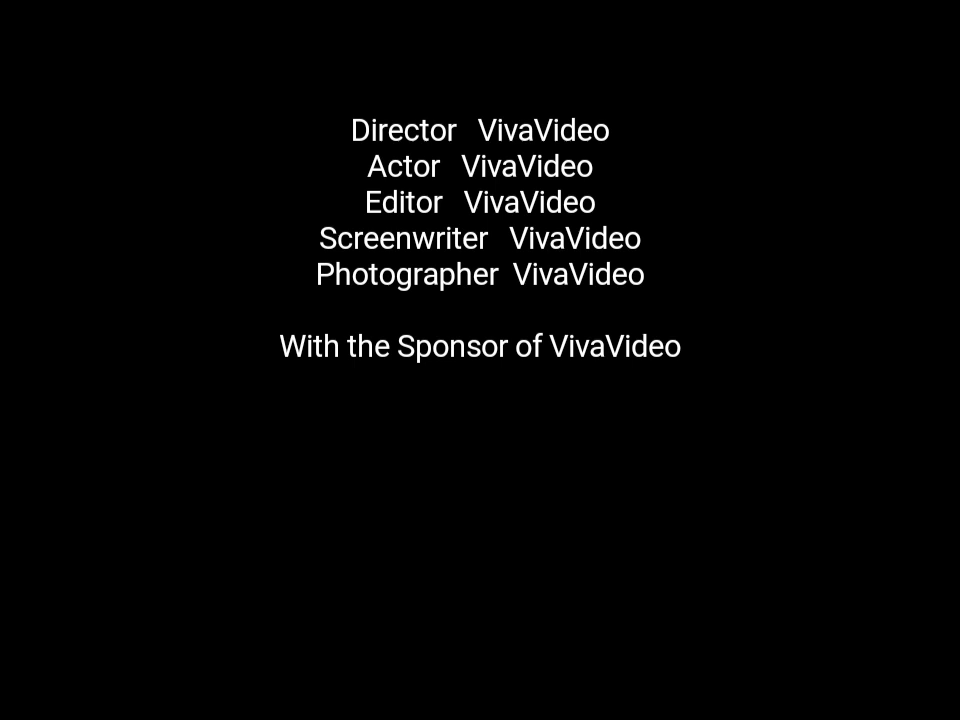 Director VivaVideo
Actor VivaVideo
Editor VivaVideo
Screenwriter VivaVideo
Photographer VivaVideo
With the Sponsor of VivaVideo